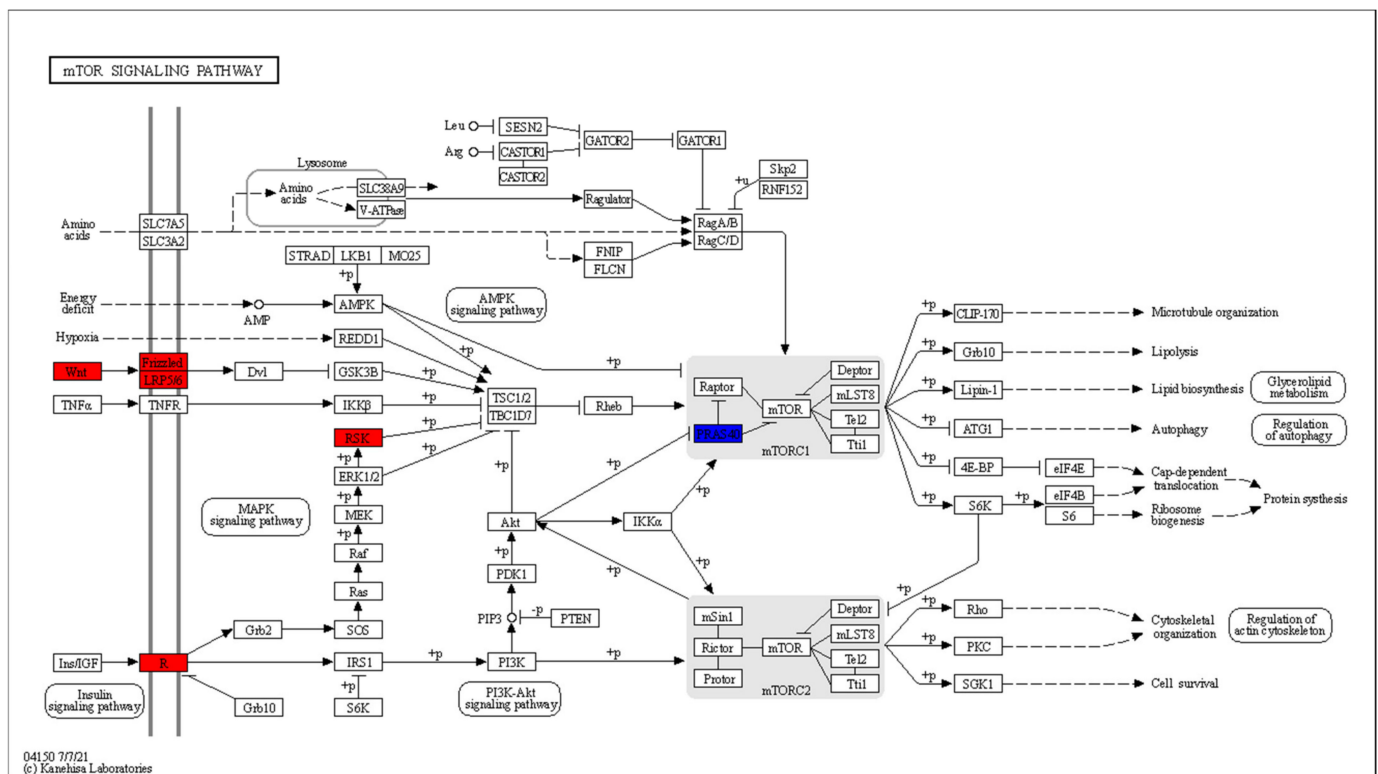 mTOR SIGNALING PATHWAY
Leu
SESN2
GATOR2
GATOR1
Arg
CASTOR1
CASTOR2
Skp2
RNF152
+u
Lysosome
Amino
acids
SLC38A9
V-ATPase
Ragulator
RagA/B
RagC/D
Amino
acids
SLC7A5
SLC3A2
FNIP
FLCN
STRAD
LKB1
MO25
+p
Energy
deficit
AMP
AMPK
AMPK
signaling pathway
Hypoxia
REDD1
+p
+p
+p
Wnt
Frizzled
LRP5/6
Dvl
GSK3B
+p
TNFα
TNFR
IKKβ
+p
TSC1/2
TBC1D7
Rheb
Raptor
PRAS40
mTOR
Deptor
mLST8
Tel2
Tti1
mTORC1
RSK
+p
+p
ERK1/2
+p
+p
MEK
+p
Raf
Ras
SOS
Grb2
MAPK
signaling pathway
+p
CLIP-170
Microtubule organization
+p
Grb10
Lipolysis
+p
Lipin-1
Lipid biosynthesis
Glycerolipid
metabolism
+p
ATG1
Autophagy
Regulation
of autophagy
+p
4E-BP
eIF4E
Cap-dependent
translocation
+p
S6K
+p
eIF4B
S6
Ribosome
biogenesis
Protein systhesis
+p
+p
Akt
IKKα
+p
+p
+p
+p
PDK1
PIP3
-p
PTEN
Ins/IGF
R
IRS1
+p
PI3K
+p
Insulin
signaling pathway
Grb10
+p
S6K
PI3K-Akt
signaling pathway
mSin1
Rictor
Protor
mTOR
Deptor
mLST8
Tel2
Tti1
mTORC2
+p
+p
Rho
+p
PKC
+p
SGK1
Cytoskeletal
organization
Regulation of
actin cytoskeleton
Cell survival
04150 7/7/21
(c) Kanehisa Laboratories